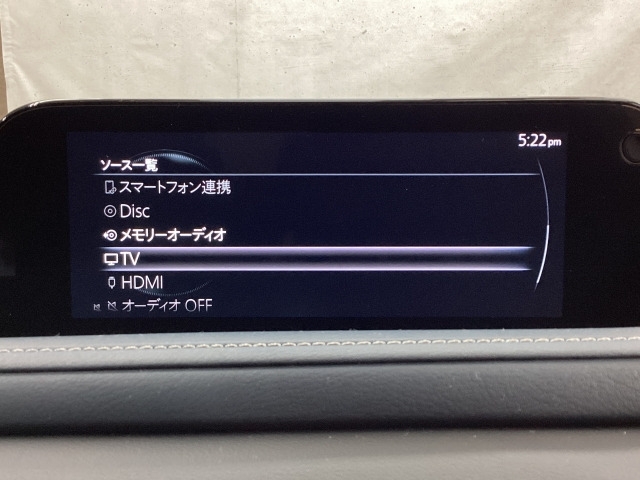 5:22pm
ソース一覧
スマートフォン連携
Disc
メモリーオーディオ
TV
HDMI
オーディオ OFF